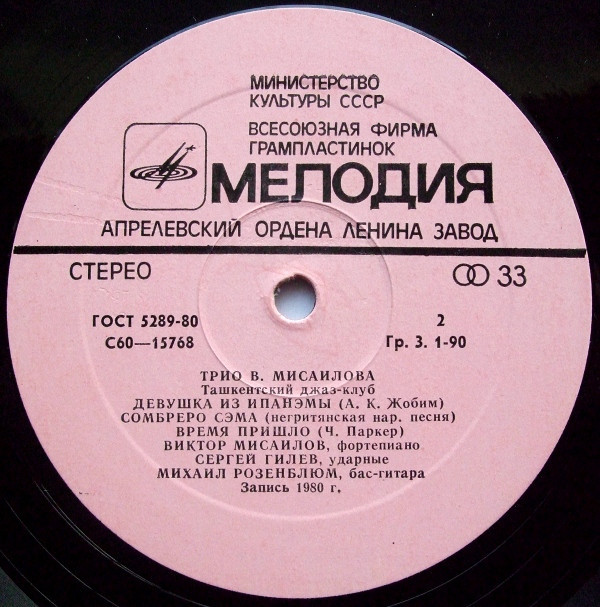 МИНИСТЕРСТВО
КУЛЬТУРЫ СССР
ВСЕСОЮЗНАЯ ФИРМА
ГРАМПЛАСТИНОК
МЕЛОДИЯ
АПРЕЛЕВСКИЙ ОРДЕНА ЛЕНИНА ЗАВОД
СТЕРЕО 33
ГОСТ 5289-80 2
С60—15768 Гр. 3. 1-90
ТРИО В. МИСАИЛОВА
Ташкентский джаз-клуб
ДЕВУШКА ИЗ ИПАНЭМЫ (А. К. Жобим)
СОМБРЕРО СЭМА (негритянская нар. песня)
ВРЕМЯ ПРИШЛО (Ч. Паркер)
ВИКТОР МИСАИЛОВ, фортепиано
СЕРГЕЙ ГИЛЕВ, ударные
МИХАИЛ РОЗЕНБЛЮМ, бас-гитара
Запись 1980 г.